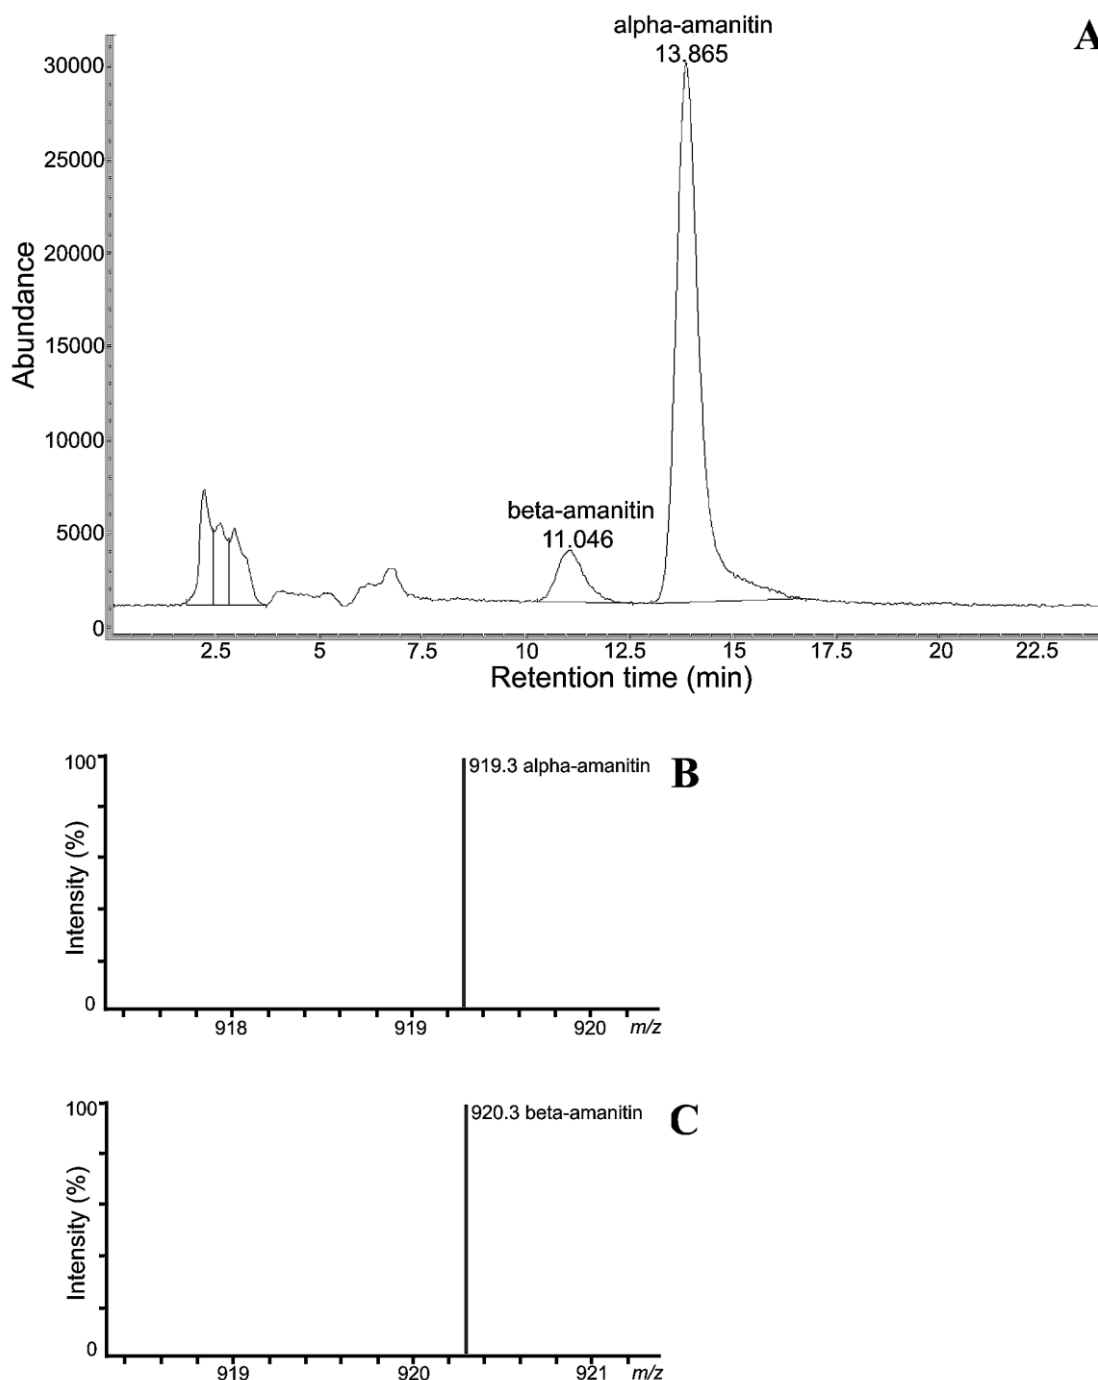 A
alpha-amanitin
13.865
30000
25000
20000
15000
10000
5000
0
Abundance
beta-amanitin
11.046
2.5 5 7.5 10 12.5 15 17.5 20 22.5
Retention time (min)
B
100
0
Intensity (%)
919.3 alpha-amanitin
918 919 920 m/z
C
100
0
Intensity (%)
920.3 beta-amanitin
919 920 921 m/z